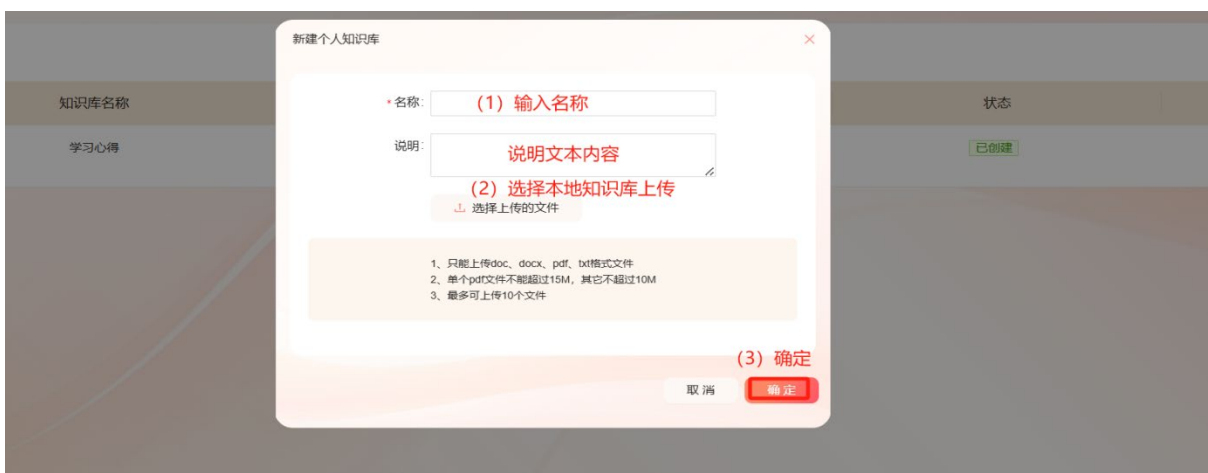 新建个人知识库
知识库名称
状态
*名称:
(1) 输入名称
学习心得
说明:
说明文本内容
已创建
(2) 选择本地知识库上传
选择上传的文件
1、只能上传doc、docx、pdf、txt格式文件
2、单个pdf文件不能超过15M，其它不超过10M
3、最多可上传10个文件
(3) 确定
取 消
确 定